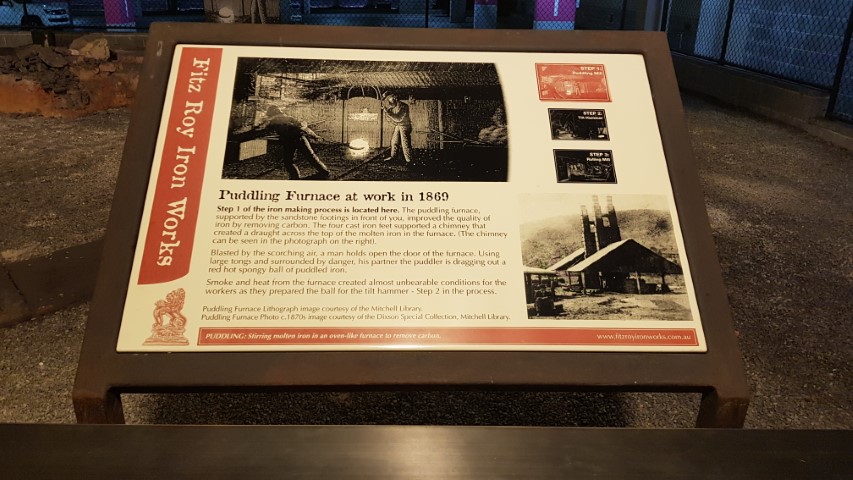 Fitz Roy Iron Works
STEP 1:
Puddling Mill
STEP 2:
Tilt Hammer
STEP 3:
Rolling Mill
Puddling Furnace at work in 1869
Step 1 of the iron making process is located here. The puddling furnace,
supported by the sandstone footings in front of you, improved the quality of
iron by removing carbon. The four cast iron feet supported a chimney that
created a draught across the top of the molten iron in the furnace. (The chimney
can be seen in the photograph on the right).
Blasted by the scorching air, a man holds open the door of the furnace. Using
large tongs and surrounded by danger, his partner the puddler is dragging out a
red hot spongy ball of puddled iron.
Smoke and heat from the furnace created almost unbearable conditions for the
workers as they prepared the ball for the tilt hammer - Step 2 in the process.
Puddling Furnace Lithograph image courtesy of the Mitchell Library.
Puddling Furnace Photo c.1870s image courtesy of the Dixson Special Collection, Mitchell Library.
PUDDLING: Stirring molten iron in an oven-like furnace to remove carbon.
www.fitzroyironworks.com.au